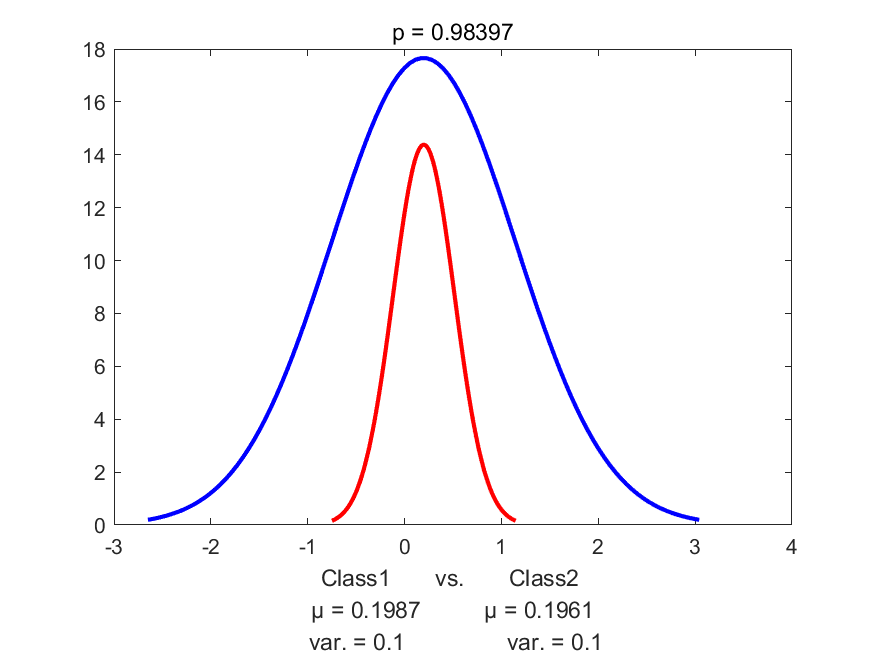 p = 0.98397
18
16
14
12
10
8
6
4
2
0
-3 -2 -1 0 1 2 3 4
Class1 vs. Class2
μ = 0.1987 μ = 0.1961
var. = 0.1 var. = 0.1